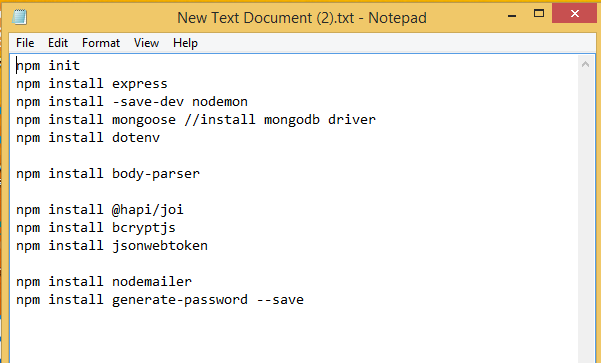 New Text Document (2).txt - Notepad
File Edit Format View Help
npm init
npm install express
npm install -save-dev nodemon
npm install mongoose //install mongodb driver
npm install dotenv
npm install body-parser
npm install @hapi/joi
npm install bcryptjs
npm install jsonwebtoken
npm install nodemailer
npm install generate-password --save